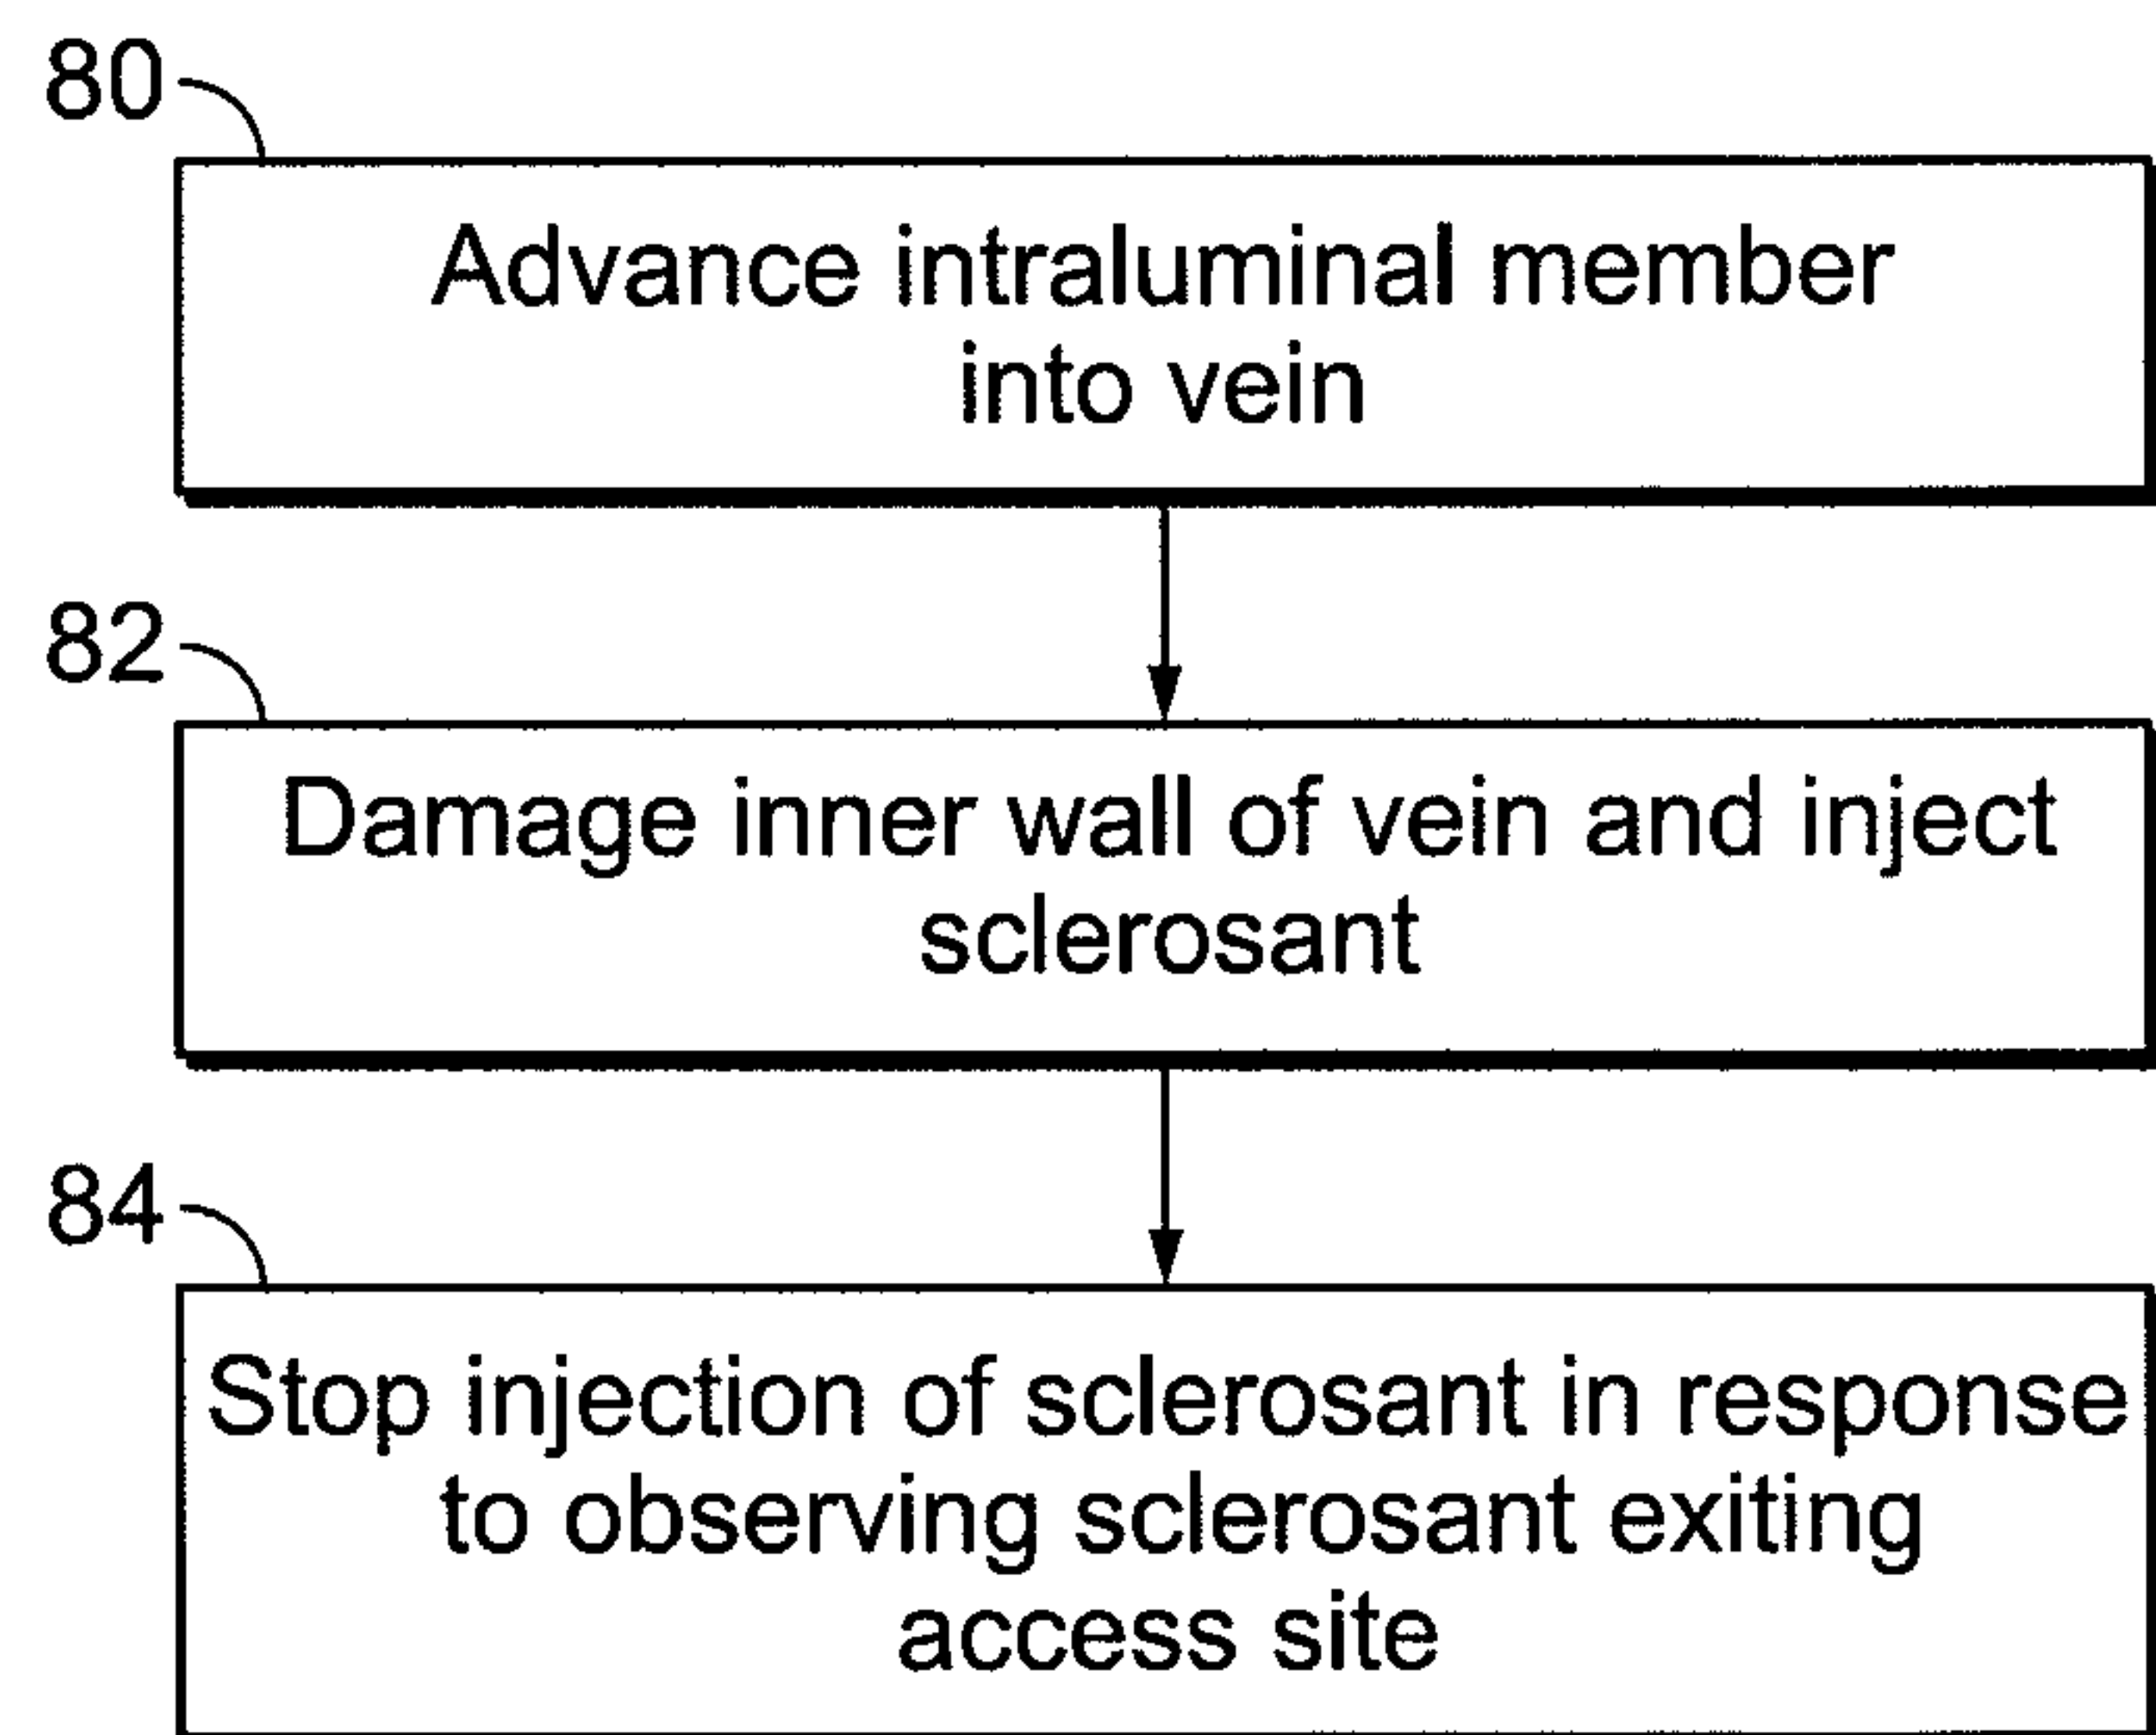 80
Advance intraluminal member
into vein
82
Damage inner wall of vein and inject
sclerosant
84
Stop injection of sclerosant in response
to observing sclerosant exiting
access site